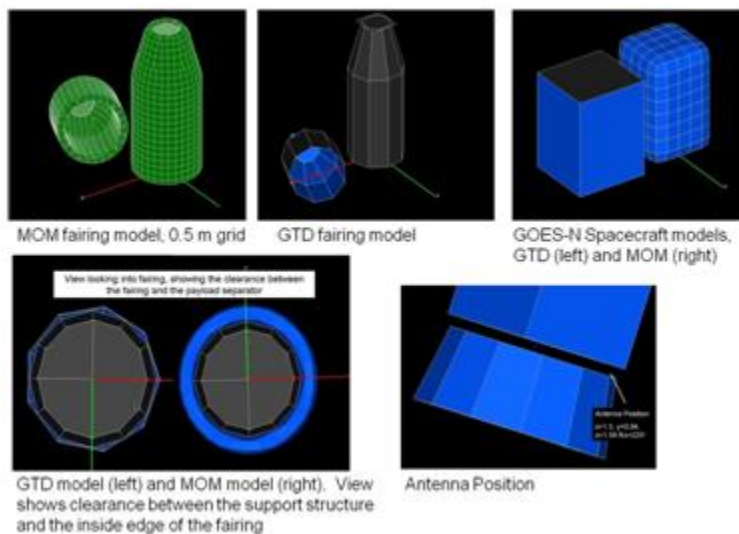 MOM fairing model, 0.5 m grid
GTD fairing model
GOES-N Spacecraft models,
GTD (left) and MOM (right)
View looking into fairing, showing the clearance between
the fairing and the payload separator
GTD model (left) and MOM model (right). View
shows clearance between the support structure
and the inside edge of the fairing
Antenna Position
Antenna Position